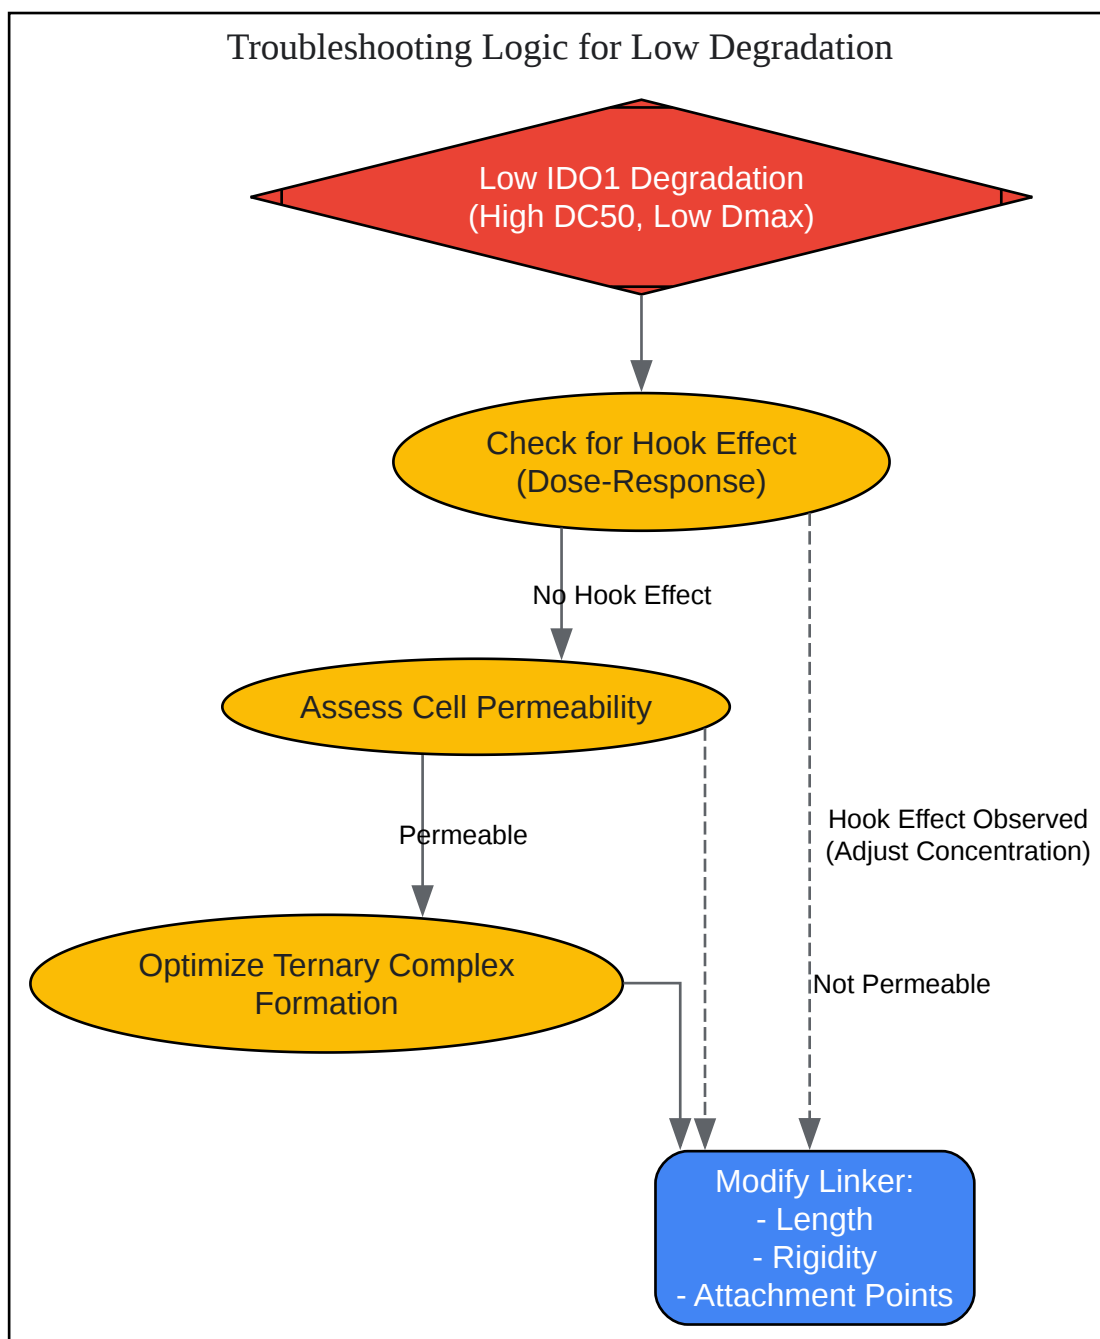 Troubleshooting Logic for Low Degradation
Low IDO1 Degradation
(High DC50, Low Dmax)
Check for Hook Effect
(Dose-Response)
No Hook Effect
Assess Cell Permeability
Permeable
Hook Effect Observed
(Adjust Concentration)
Optimize Ternary Complex
Formation
Not Permeable
Modify Linker:
- Length
- Rigidity
- Attachment Points